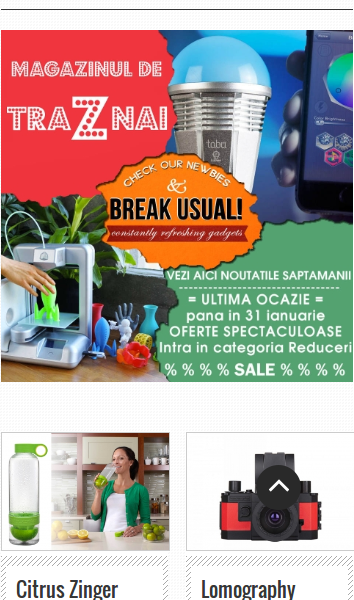 MAGAZINUL DE
TRAZNAI
tabu
CHECK OUR NEWBIES
&
BREAK USUAL!
constantly refreshing gadgets
VEZI AICI NOUTATILE SAPTAMANII
= ULTIMA OCAZIE =
pana in 31 ianuarie
OFERTE SPECTACULOASE
Intra in categoria Reduceri
% % % % SALE % % % %
Citrus Zinger
Lomography